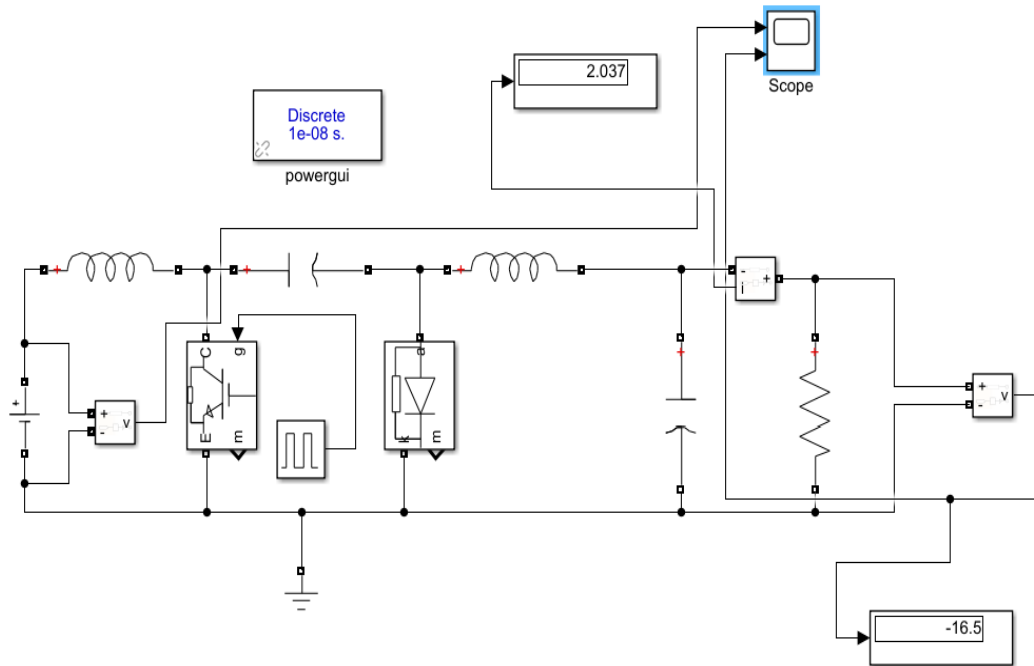 Scope
2.037
Discrete
1e-08 s.
powergui
+
+
+
-
+
i
C
g
E
m
a
k
m
+
+
-
v
+
+
+
-
v
-16.5